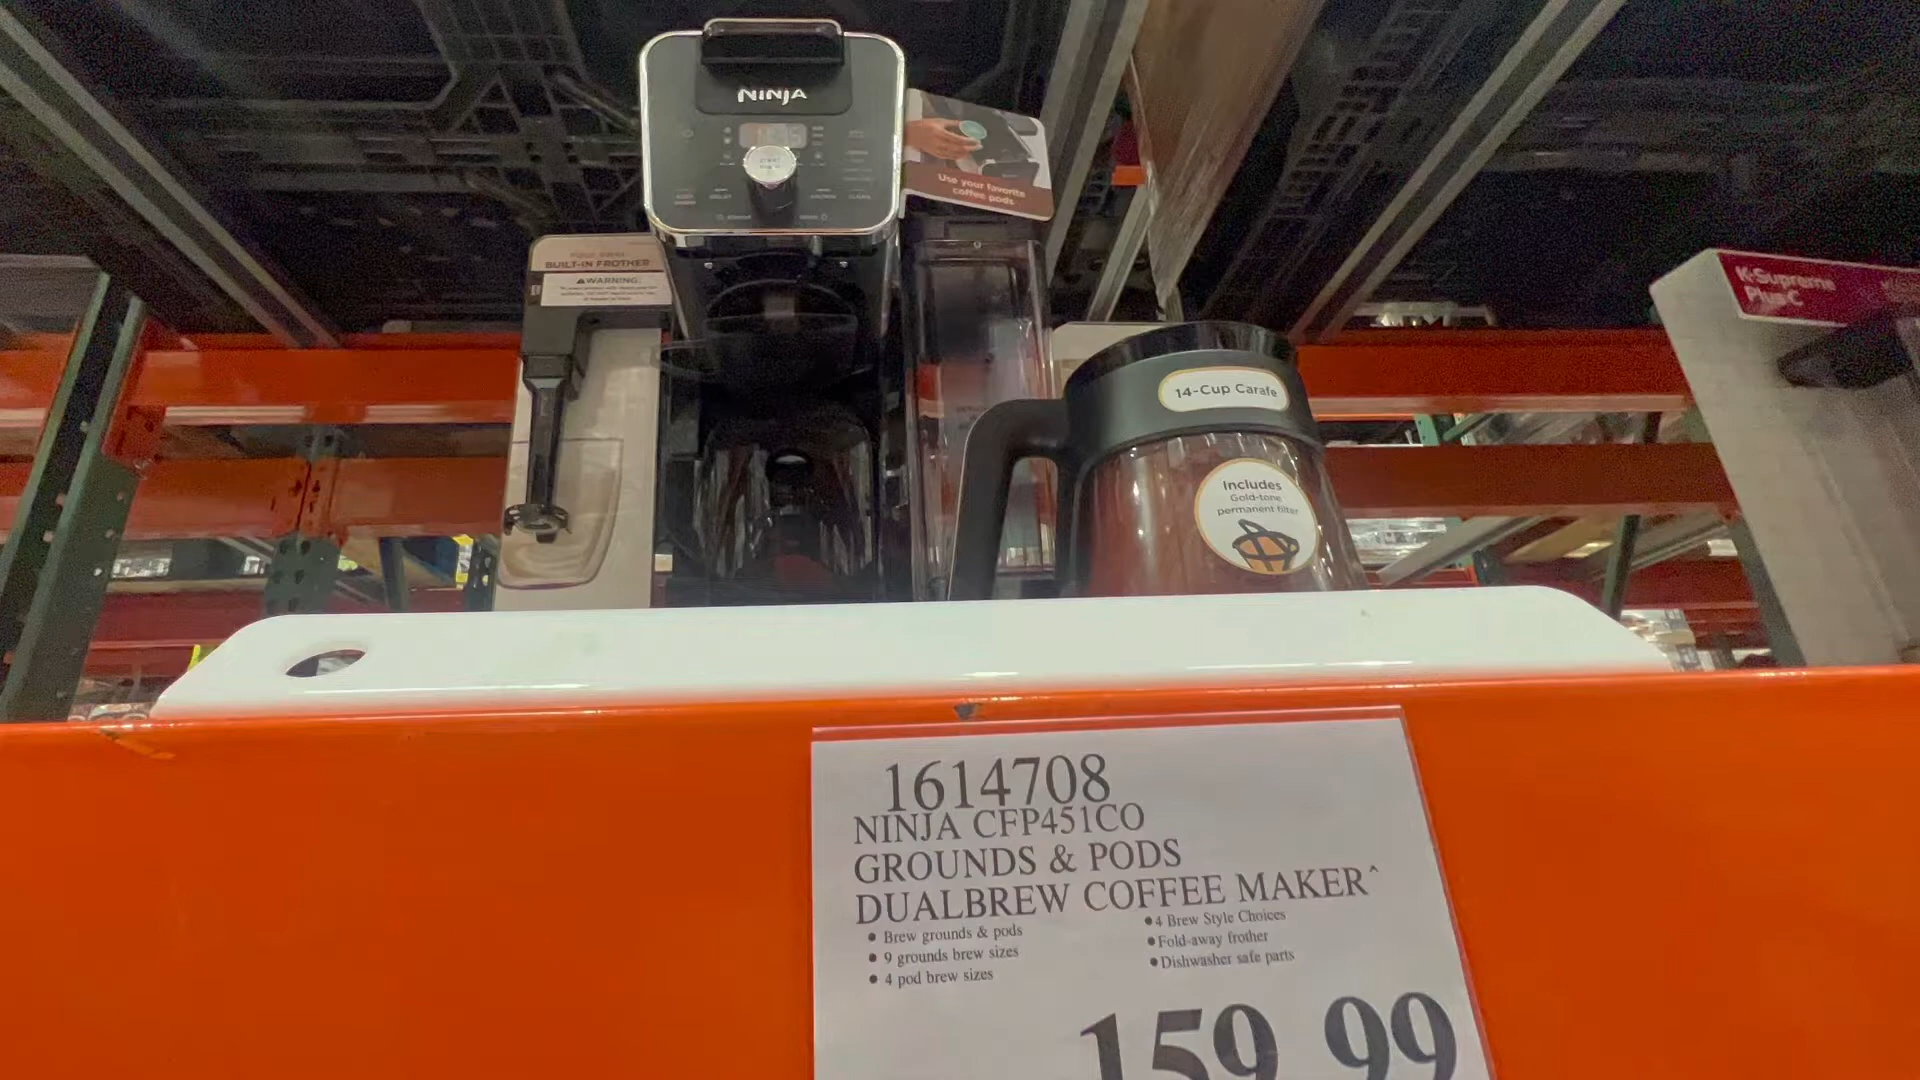 NINJA
Use your favorite
coffee pods
BUILT-IN FROTHER
WARNING:
K-Supreme
Plus C
14-Cup Carafe
Includes
Gold-tone
permanent filter
1614708
NINJA CFP451CO
GROUNDS & PODS
DUALBREW COFFEE MAKER^
• Brew grounds & pods
• 9 grounds brew sizes
• 4 pod brew sizes
• 4 Brew Style Choices
• Fold-away frother
• Dishwasher safe parts
159.99